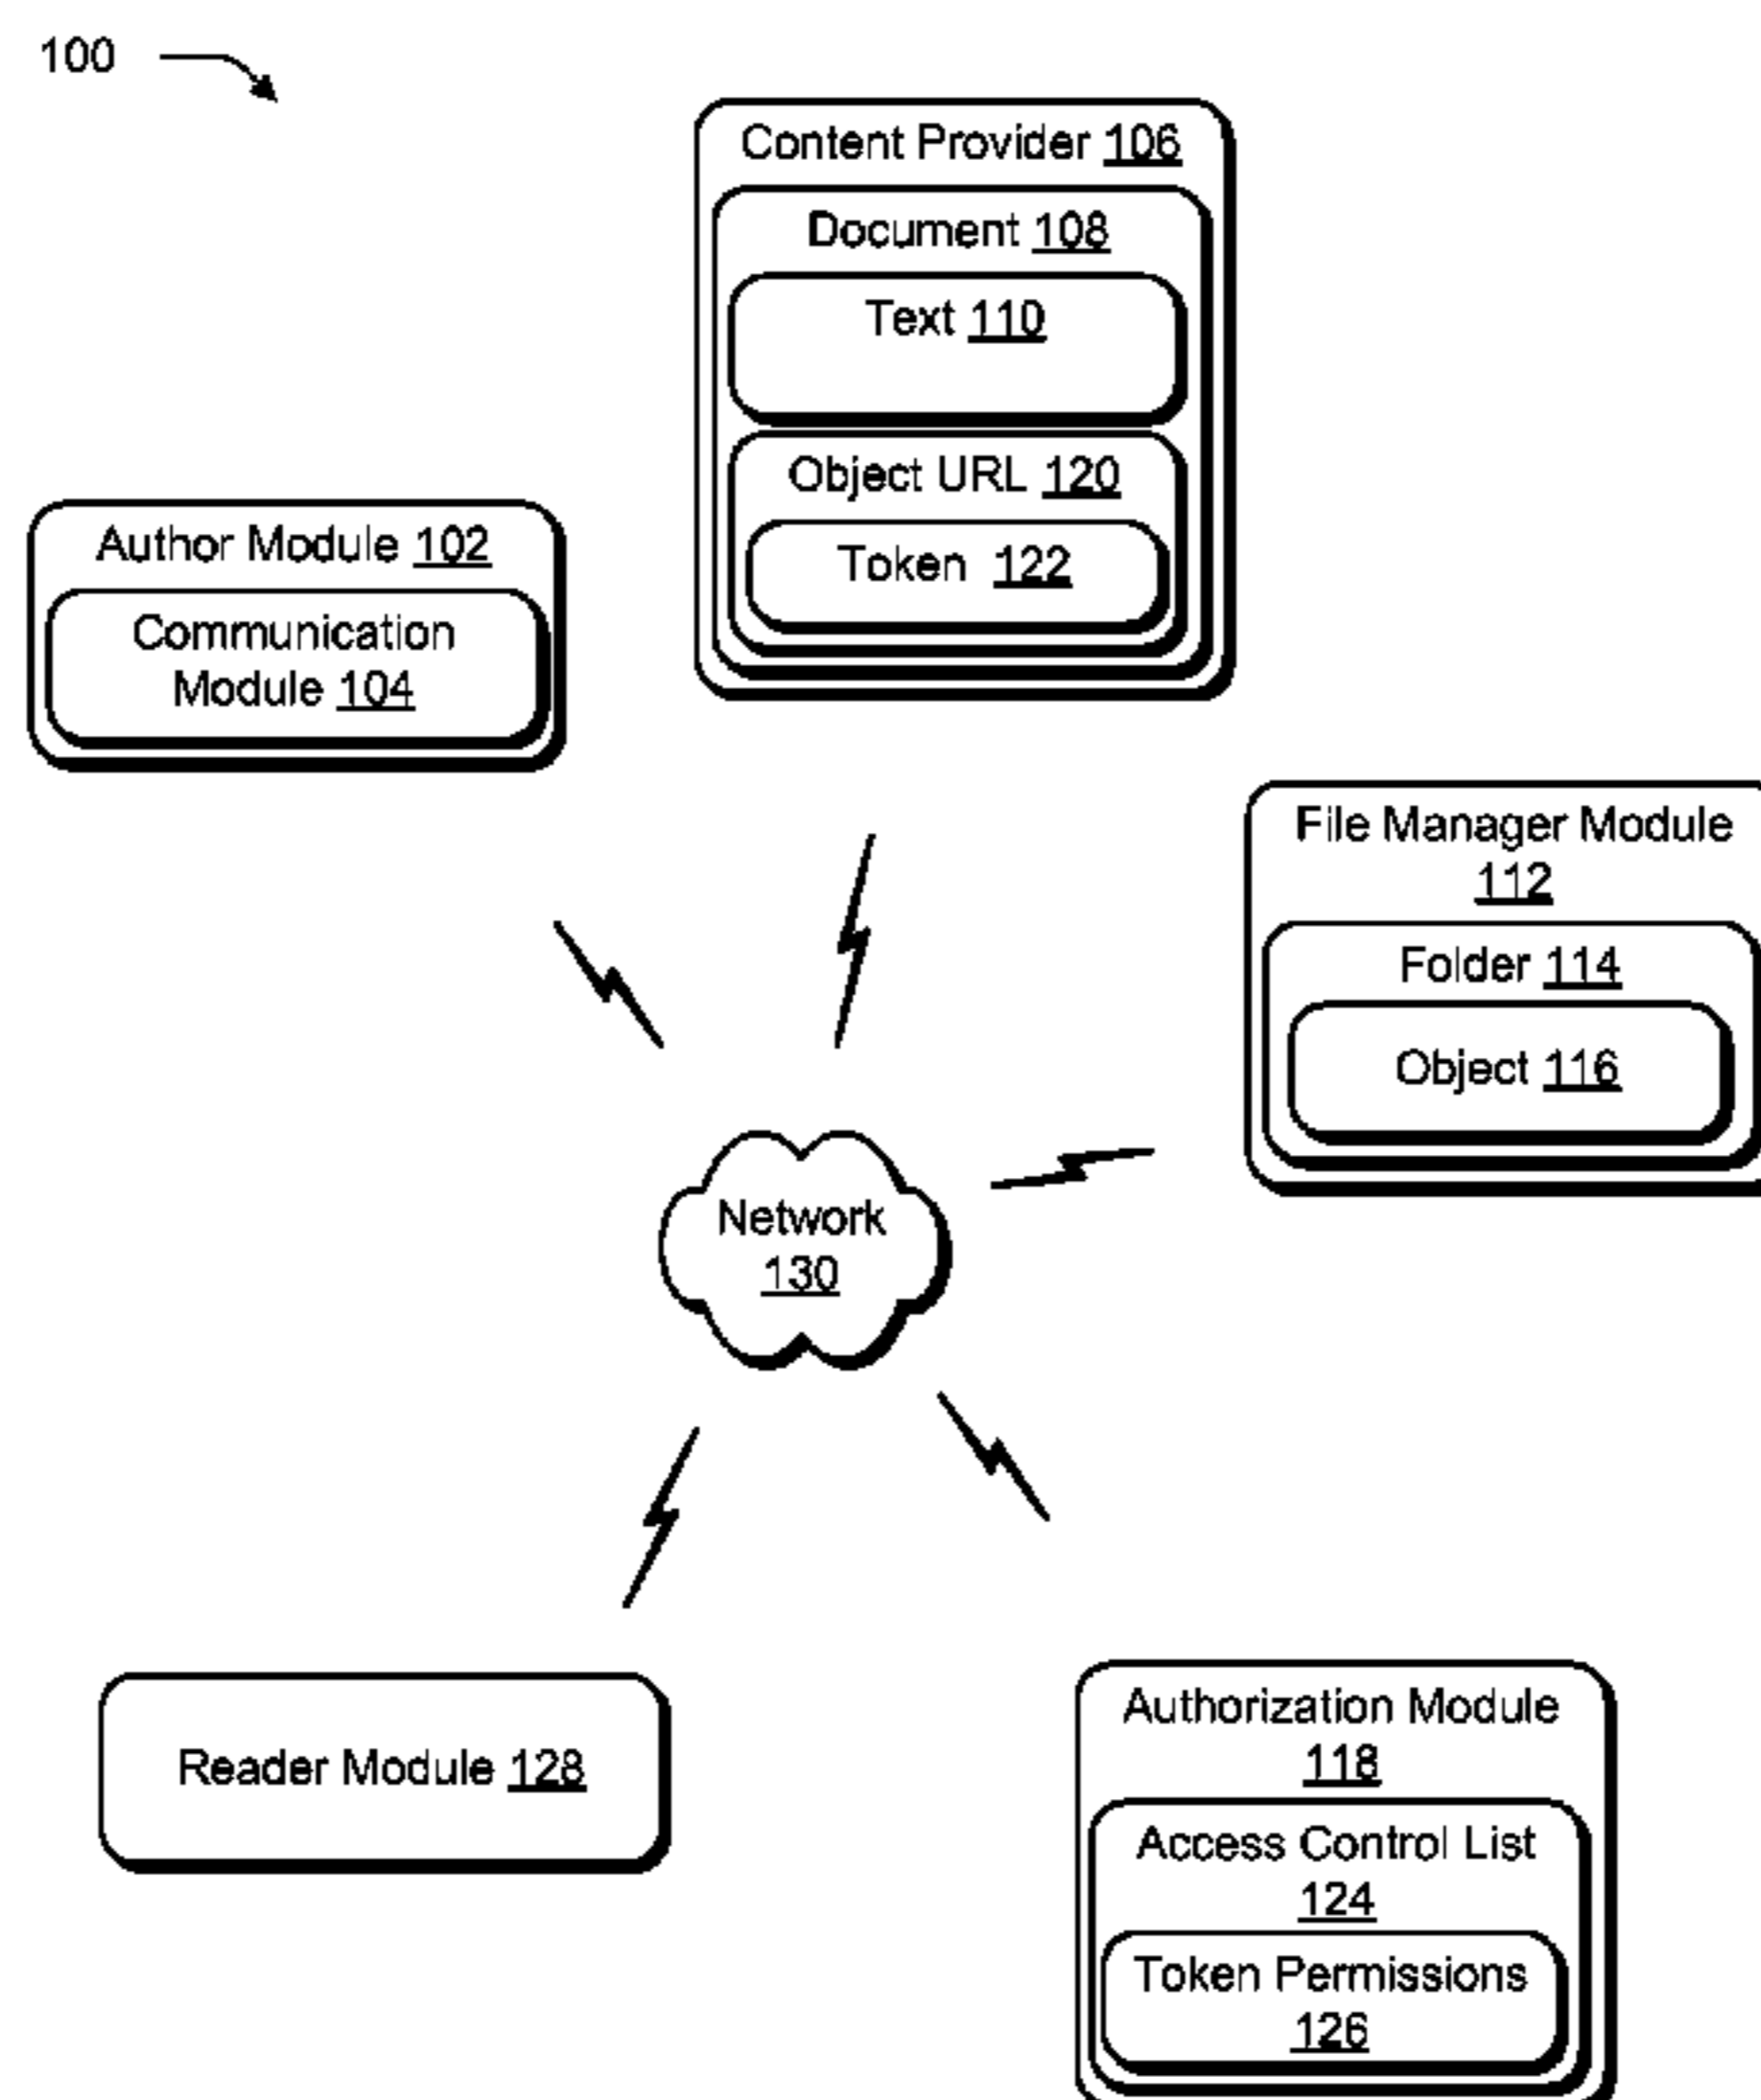 100
Content Provider 106
Document 108
Text 110
Object URL 120
Token 122
Author Module 102
Communication
Module 104
File Manager Module
112
Folder 114
Object 116
Network
130
Reader Module 128
Authorization Module
118
Access Control List
124
Token Permissions
126